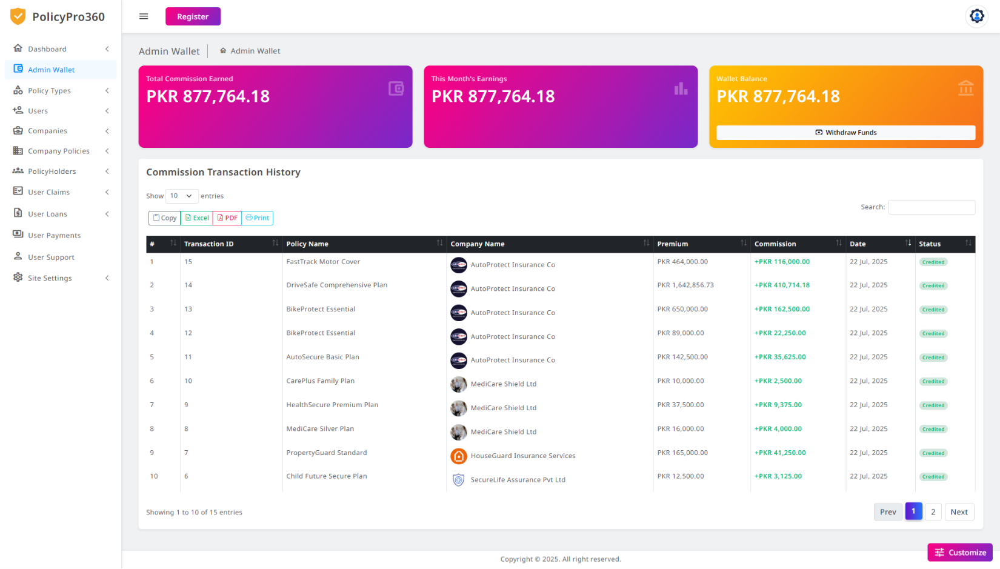 PolicyPro360
Register
Dashboard
Admin Wallet
Policy Types
Users
Companies
Company Policies
PolicyHolders
User Claims
User Loans
User Payments
User Support
Site Settings
Admin Wallet Admin Wallet
Total Commission Earned
PKR 877,764.18
This Month's Earnings
PKR 877,764.18
Wallet Balance
PKR 877,764.18
Withdraw Funds
Commission Transaction History
Show 10 entries
Search:
Copy Excel PDF Print
# Transaction ID Policy Name Company Name Premium Commission Date Status
1 15 FastTrack Motor Cover AutoProtect Insurance Co PKR 464,000.00 +PKR 116,000.00 22 Jul, 2025 Credited
2 14 DriveSafe Comprehensive Plan AutoProtect Insurance Co PKR 1,642,856.73 +PKR 410,714.18 22 Jul, 2025 Credited
3 13 BikeProtect Essential AutoProtect Insurance Co PKR 650,000.00 +PKR 162,500.00 22 Jul, 2025 Credited
4 12 BikeProtect Essential AutoProtect Insurance Co PKR 89,000.00 +PKR 22,250.00 22 Jul, 2025 Credited
5 11 AutoSecure Basic Plan AutoProtect Insurance Co PKR 142,500.00 +PKR 35,625.00 22 Jul, 2025 Credited
6 10 CarePlus Family Plan MediCare Shield Ltd PKR 10,000.00 +PKR 2,500.00 22 Jul, 2025 Credited
7 9 HealthSecure Premium Plan MediCare Shield Ltd PKR 37,500.00 +PKR 9,375.00 22 Jul, 2025 Credited
8 8 MediCare Silver Plan MediCare Shield Ltd PKR 16,000.00 +PKR 4,000.00 22 Jul, 2025 Credited
9 7 PropertyGuard Standard HouseGuard Insurance Services PKR 165,000.00 +PKR 41,250.00 22 Jul, 2025 Credited
10 6 Child Future Secure Plan SecureLife Assurance Pvt Ltd PKR 12,500.00 +PKR 3,125.00 22 Jul, 2025 Credited
Showing 1 to 10 of 15 entries
Prev 1 2 Next
Customize
Copyright © 2025. All right reserved.